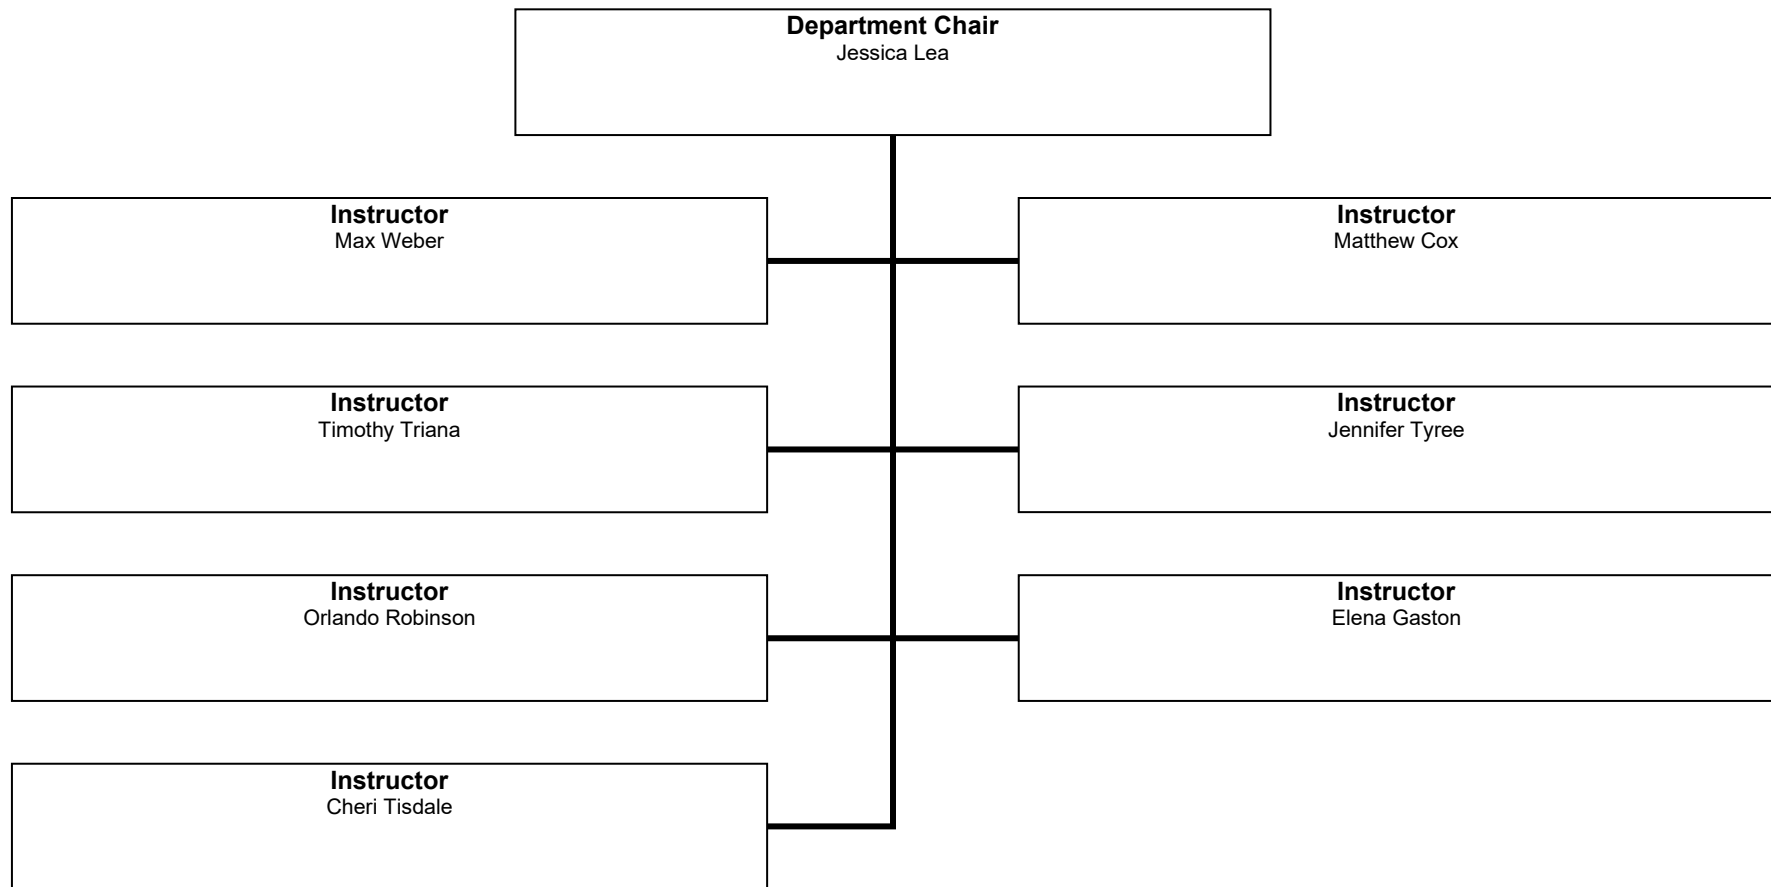 Department Chair
Jessica Lea
Instructor
Max Weber
Instructor
Matthew Cox
Instructor
Timothy Triana
Instructor
Jennifer Tyree
Instructor
Orlando Robinson
Instructor
Elena Gaston
Instructor
Cheri Tisdale